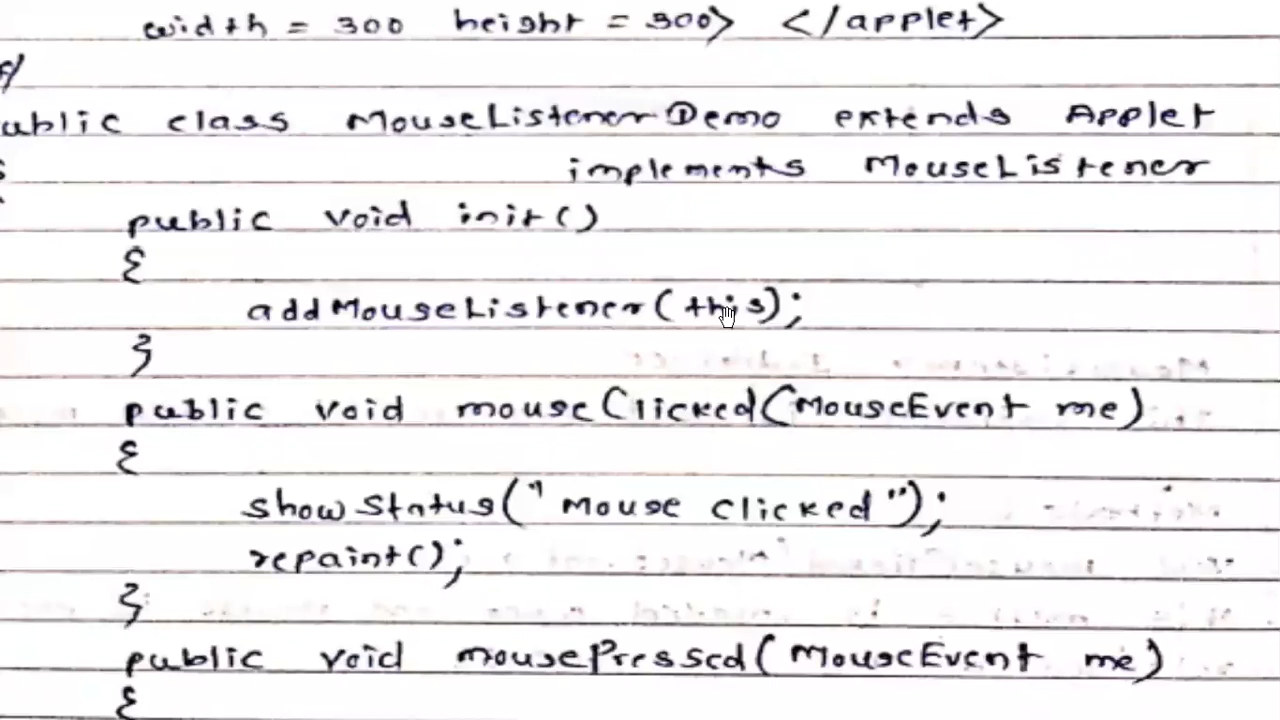 width = 300 height = 300> </applet>
*/
ublic class MouseListenerDemo extends Applet
implements MouseListener
public void init()
{
addMouseListener(this);
}
public void mouseClicked(MouseEvent me)
{
showStatus("Mouse clicked");
repaint();
}
public void mousePressed(MouseEvent me)
{